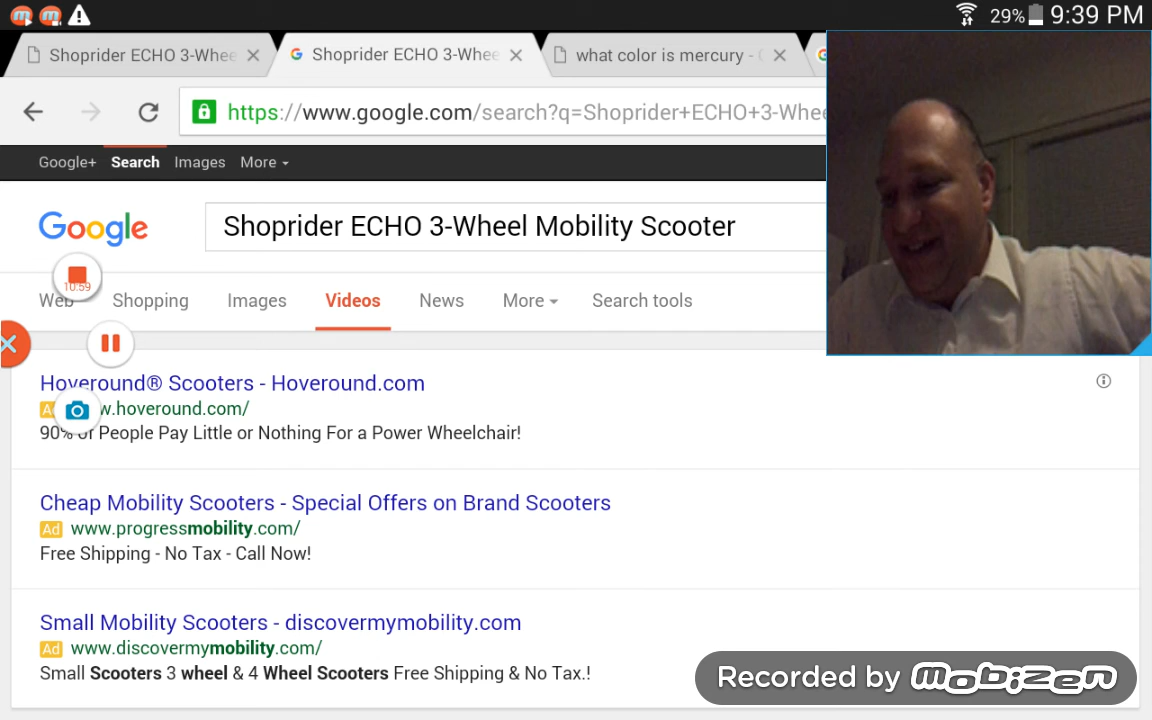 29% 9:39 PM
Shoprider ECHO 3-Whee
Shoprider ECHO 3-Whee
what color is mercury -
https://www.google.com/search?q=Shoprider+ECHO+3-Whee
Google+ Search Images More
Google
Shoprider ECHO 3-Wheel Mobility Scooter
10:59
Web Shopping Images Videos News More Search tools
Hoveround® Scooters - Hoveround.com
w.hoveround.com/
90% of People Pay Little or Nothing For a Power Wheelchair!
Cheap Mobility Scooters - Special Offers on Brand Scooters
Ad www.progressmobility.com/
Free Shipping - No Tax - Call Now!
Small Mobility Scooters - discovermymobility.com
Ad www.discovermymobility.com/
Small Scooters 3 wheel & 4 Wheel Scooters Free Shipping & No Tax.!
Recorded by mobizen